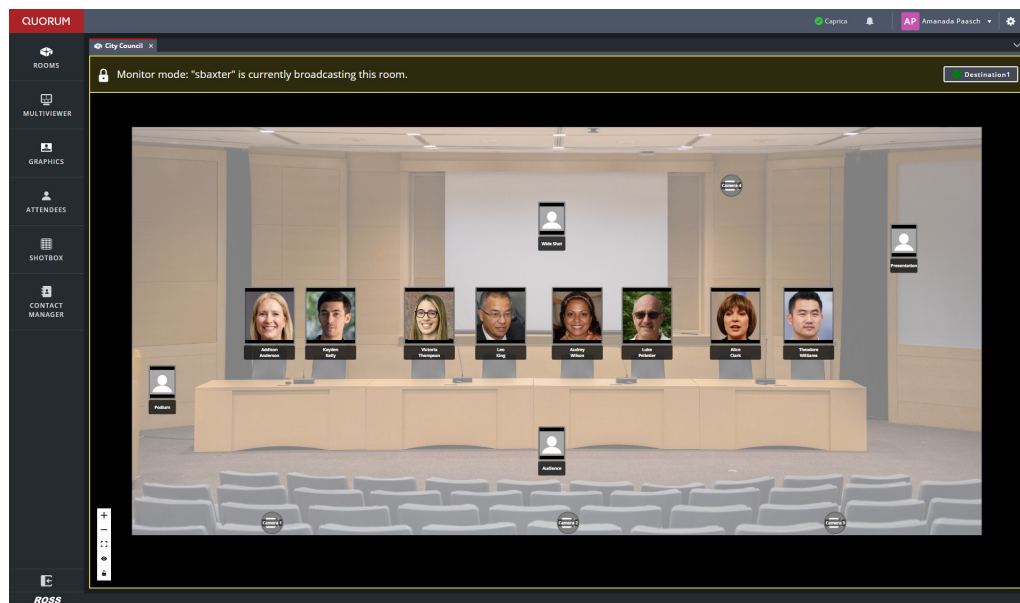 QUORUM
Caprica
AP
Amanada Paasch
ROOMS
City Council
Monitor mode: "sbaxter" is currently broadcasting this room.
Destination1
MULTIVIEWER
GRAPHICS
ATTENDEES
SHOTBOX
CONTACT
MANAGER
Camera 4
Wide Shot
Presentation
Addison
Anderson
Kayden
Kelly
Victoria
Thompson
Leo
King
Audrey
Wilson
Luke
Pelletier
Alice
Clark
Theodore
Williams
Podium
Audience
Camera 1
Camera 2
Camera 3
ROSS